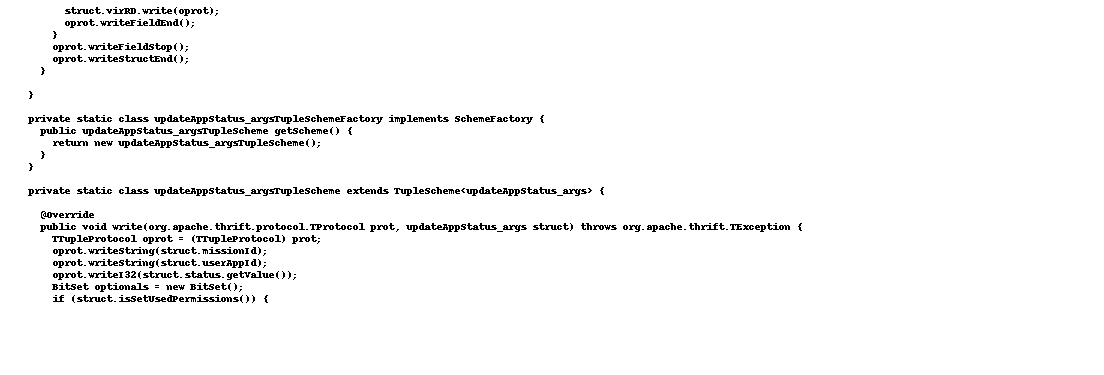 struct.virRD.write(oprot);
oprot.writeFieldEnd();
}
oprot.writeFieldStop();
oprot.writeStructEnd();
}
}
private static class updateAppStatus_argsTupleSchemeFactory implements SchemeFactory {
public updateAppStatus_argsTupleScheme getScheme() {
return new updateAppStatus_argsTupleScheme();
}
}
private static class updateAppStatus_argsTupleScheme extends TupleScheme<updateAppStatus_args> {
@Override
public void write(org.apache.thrift.protocol.TProtocol prot, updateAppStatus_args struct) throws org.apache.thrift.TException {
TTupleProtocol oprot = (TTupleProtocol) prot;
oprot.writeString(struct.missionId);
oprot.writeString(struct.userAppId);
oprot.writeI32(struct.status.getValue());
BitSet optionals = new BitSet();
if (struct.isSetUsedPermissions()) {